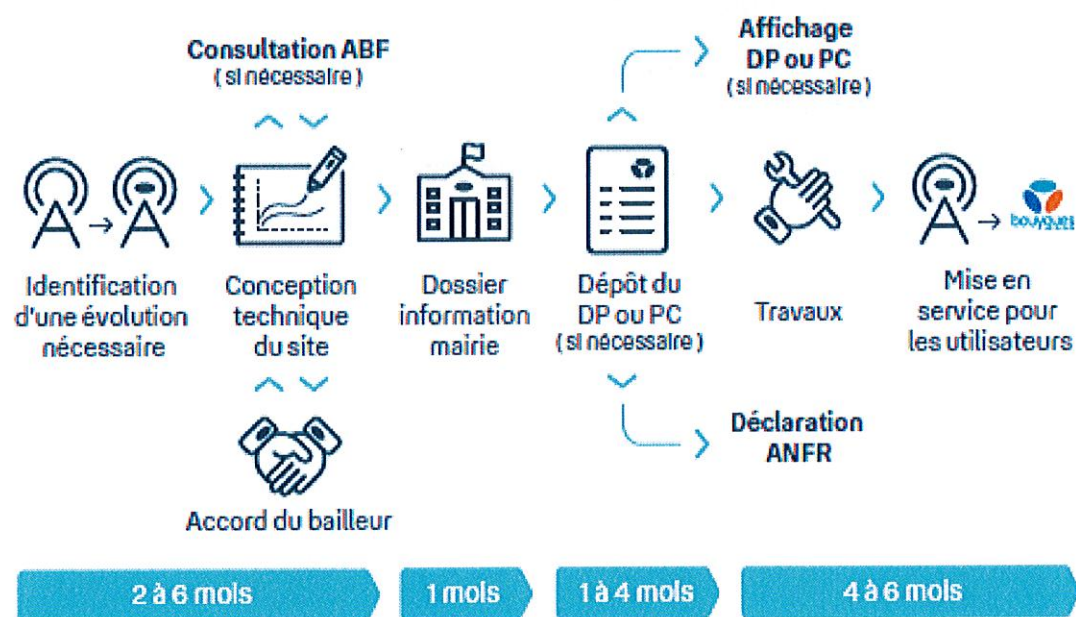 Consultation ABF
( si nécessaire )
Affichage
DP ou PC
( si nécessaire )
Identification
d'une évolution
nécessaire
Conception
technique
du site
Dossier
information
mairie
Dépôt du
DP ou PC
( si nécessaire )
Travaux
bouygues
Mise en
service pour
les utilisateurs
Accord du bailleur
Déclaration
ANFR
2 à 6 mois
1 mois
1 à 4 mois
4 à 6 mois